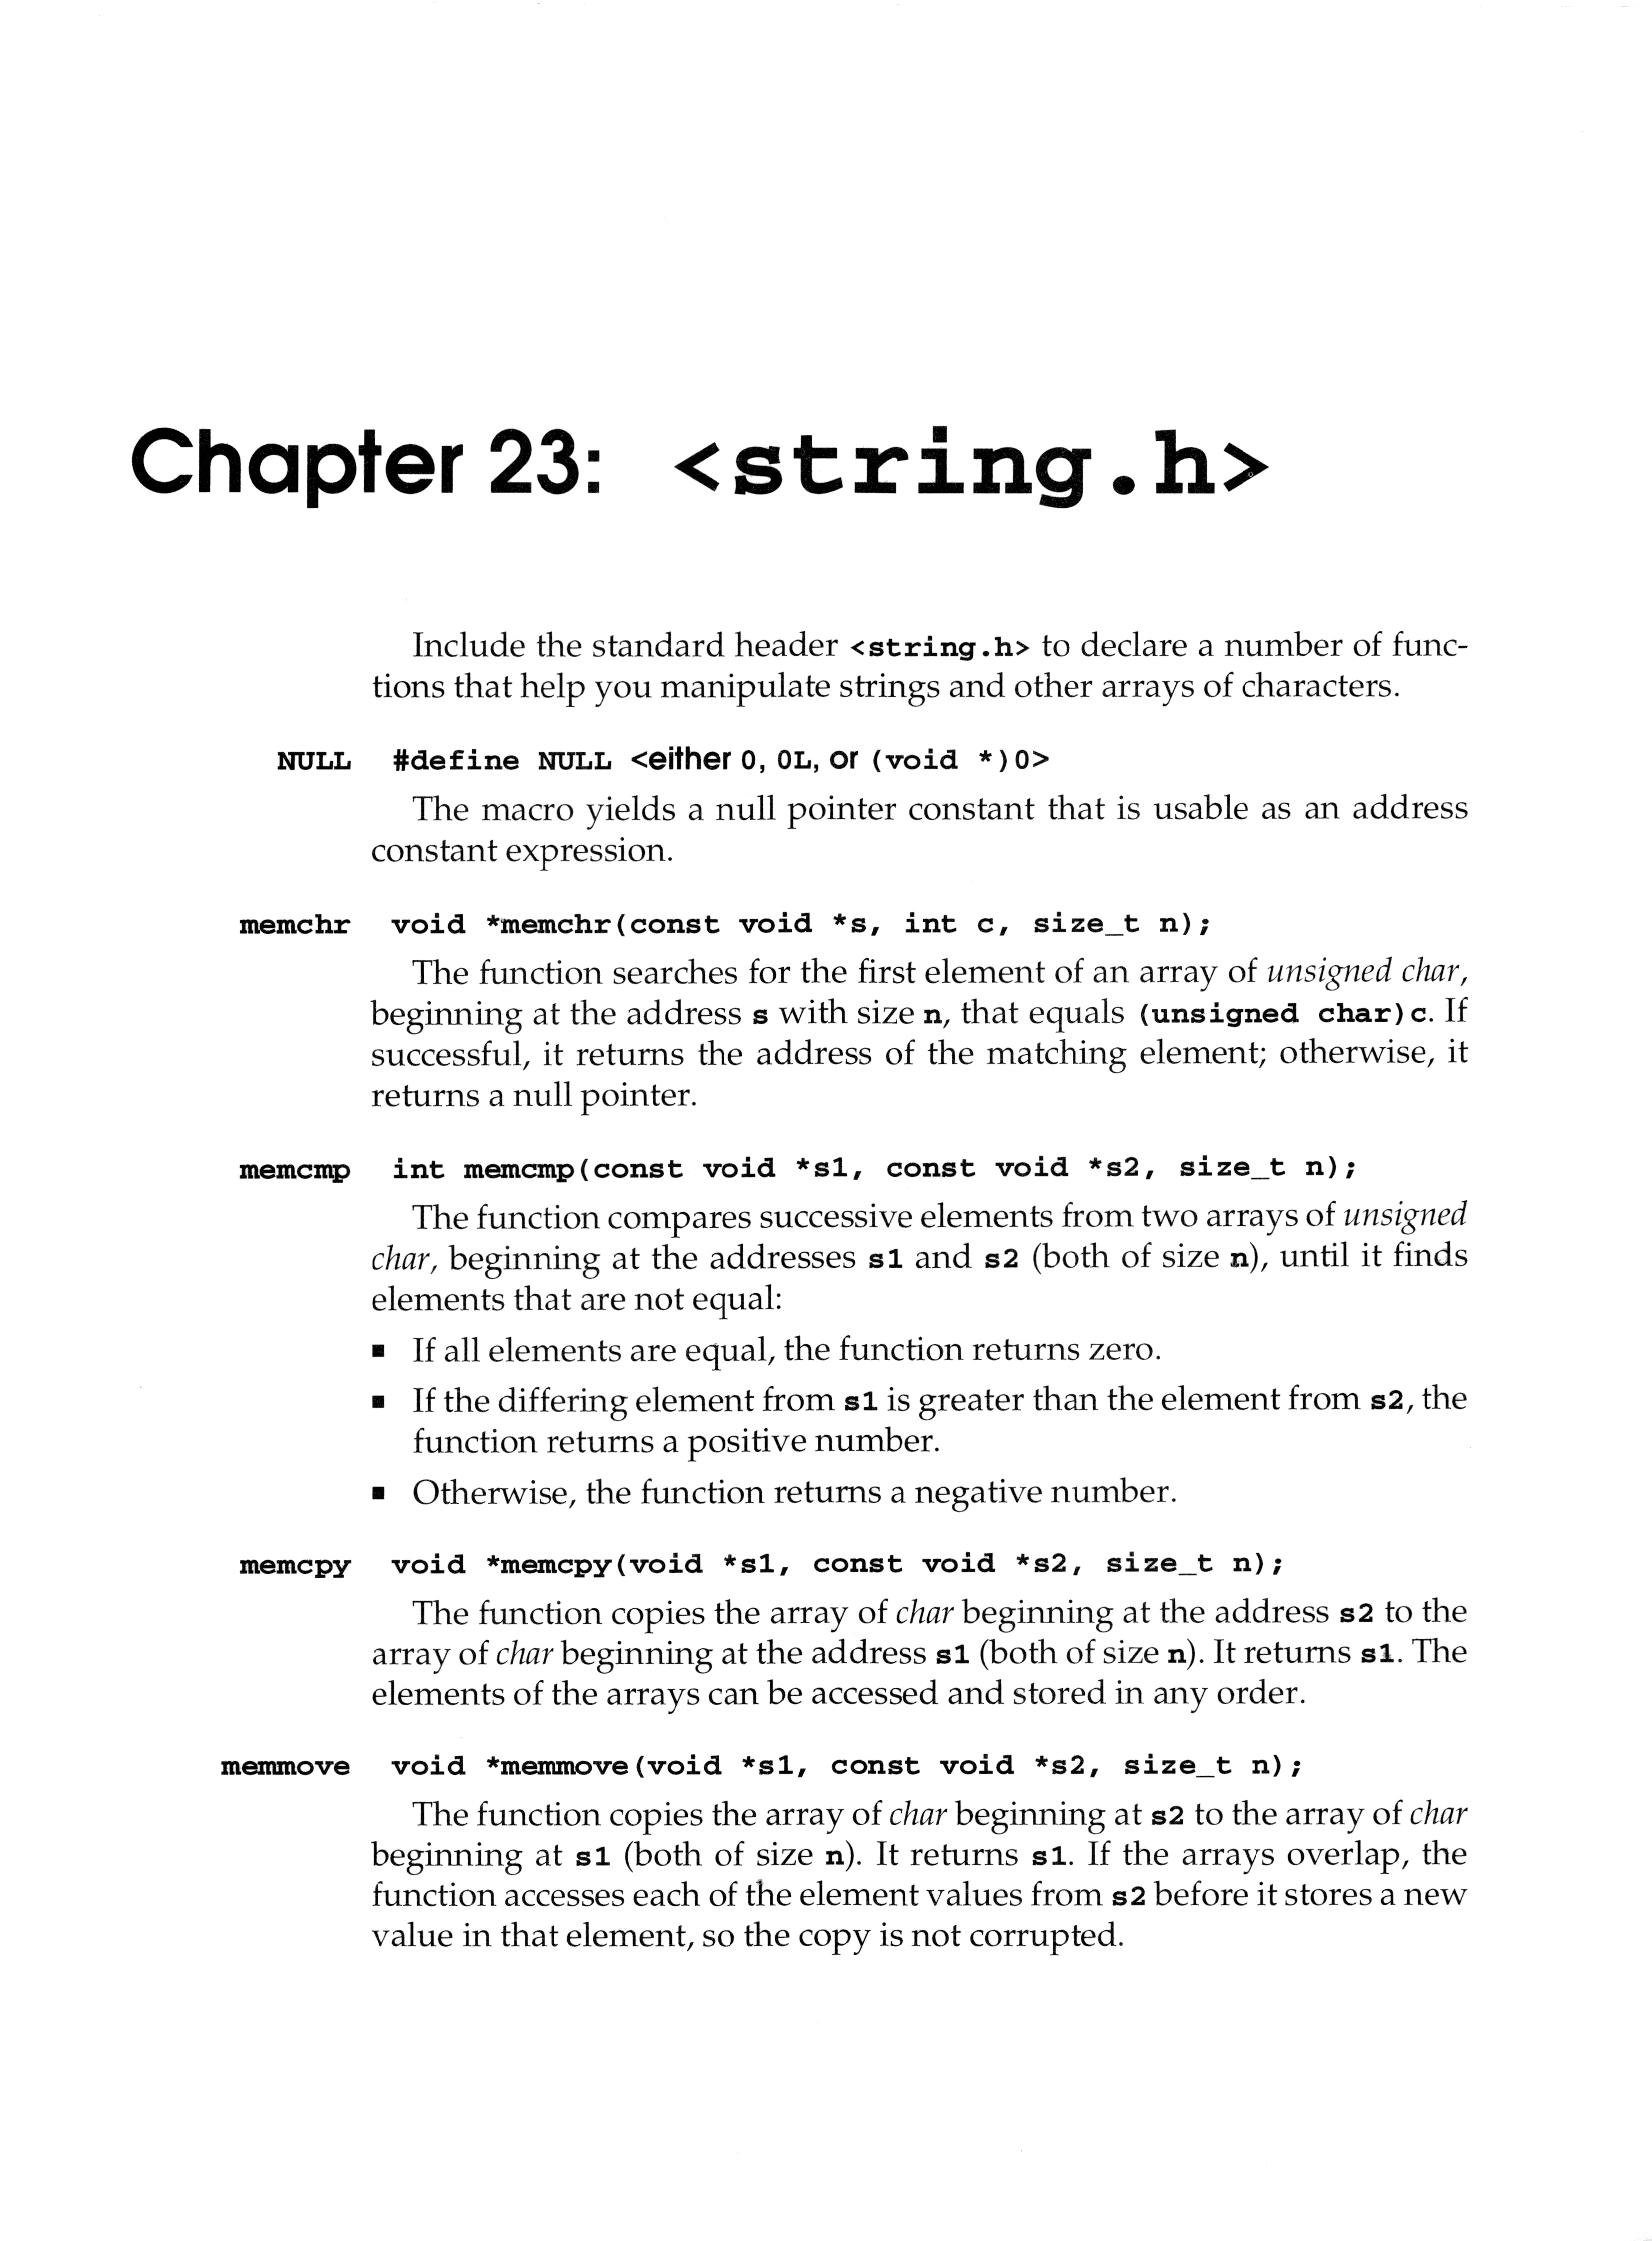 Chapter 23: <string.h>
Include the standard header <string.h> to declare a number of func-
tions that help you manipulate strings and other arrays of characters.
NULL #define NULL <either 0, 0L, or (void *)0>
The macro yields a null pointer constant that is usable as an address
constant expression.
memchr void *memchr(const void *s, int c, size_t n);
The function searches for the first element of an array of unsigned char,
beginning at the address s with size n, that equals (unsigned char)c. If
successful, it returns the address of the matching element; otherwise, it
returns a null pointer.
memcmp int memcmp(const void *s1, const void *s2, size_t n);
The function compares successive elements from two arrays of unsigned
char, beginning at the addresses s1 and s2 (both of size n), until it finds
elements that are not equal:
▪ If all elements are equal, the function returns zero.
▪ If the differing element from s1 is greater than the element from s2, the
function returns a positive number.
▪ Otherwise, the function returns a negative number.
memcpy void *memcpy(void *s1, const void *s2, size_t n);
The function copies the array of char beginning at the address s2 to the
array of char beginning at the address s1 (both of size n). It returns s1. The
elements of the arrays can be accessed and stored in any order.
memmove void *memmove(void *s1, const void *s2, size_t n);
The function copies the array of char beginning at s2 to the array of char
beginning at s1 (both of size n). It returns s1. If the arrays overlap, the
function accesses each of the element values from s2 before it stores a new
value in that element, so the copy is not corrupted.